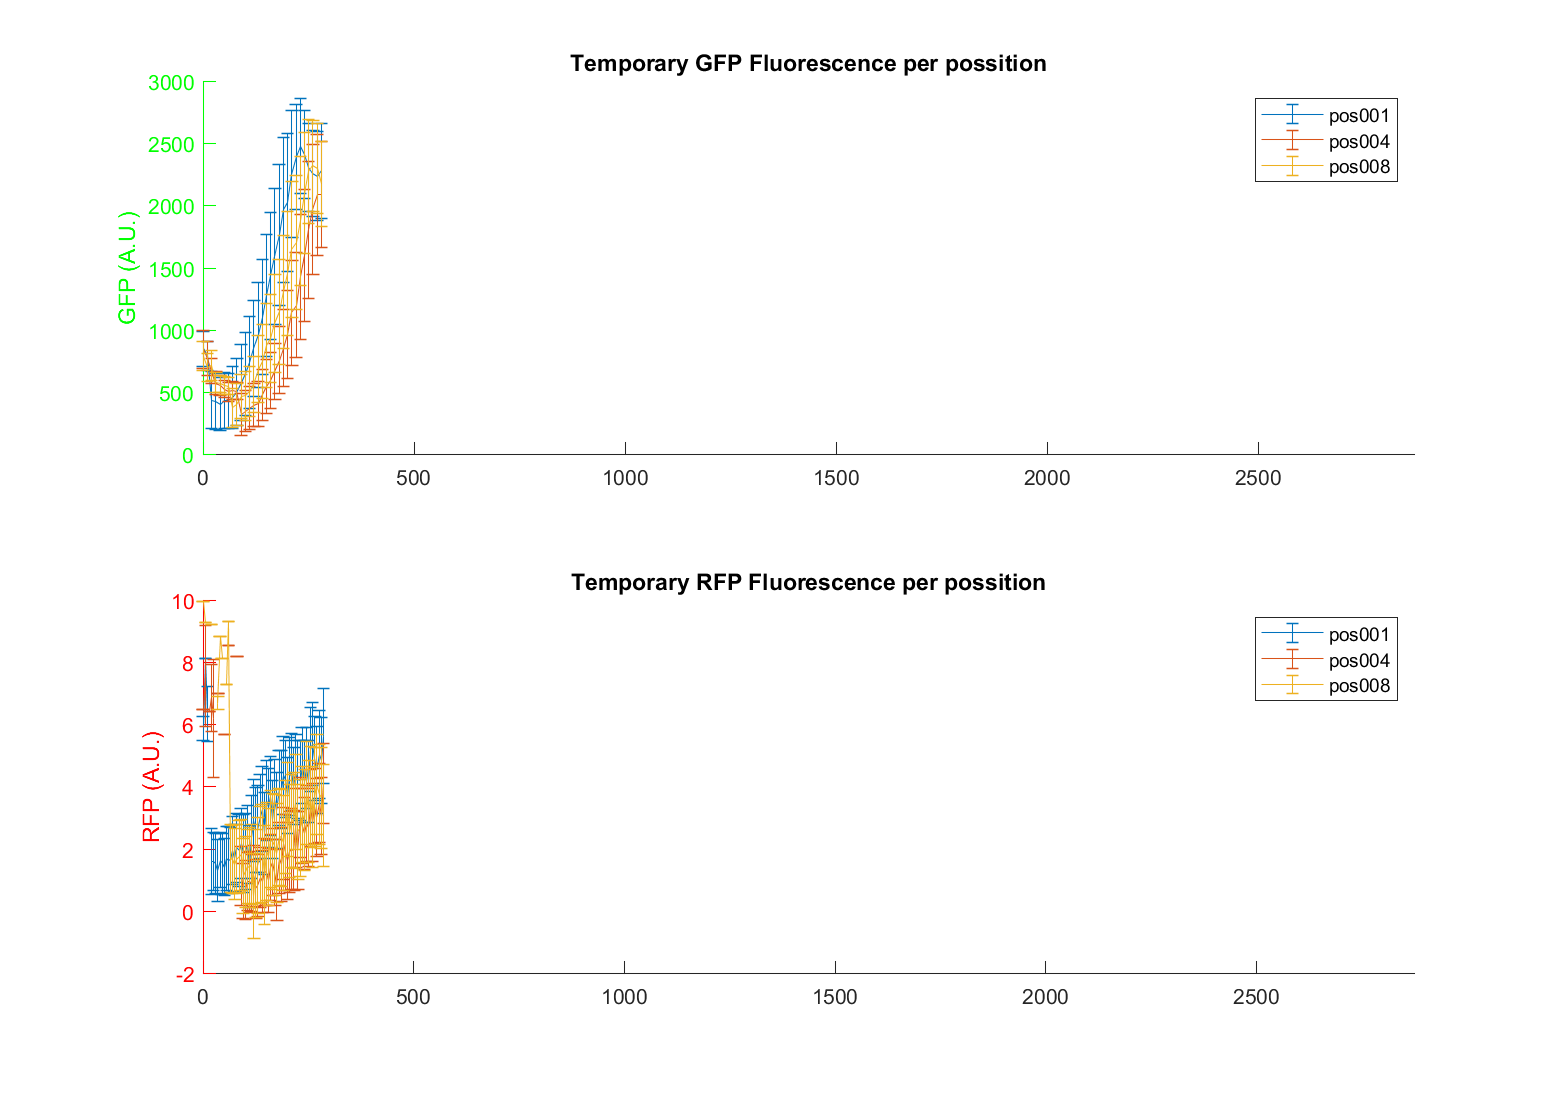 Temporary GFP Fluorescence per possition
3000
2500
2000
1500
1000
500
0
GFP (A.U.)
pos001
pos004
pos008
0 500 1000 1500 2000 2500
Temporary RFP Fluorescence per possition
10
8
6
4
2
0
-2
RFP (A.U.)
pos001
pos004
pos008
0 500 1000 1500 2000 2500